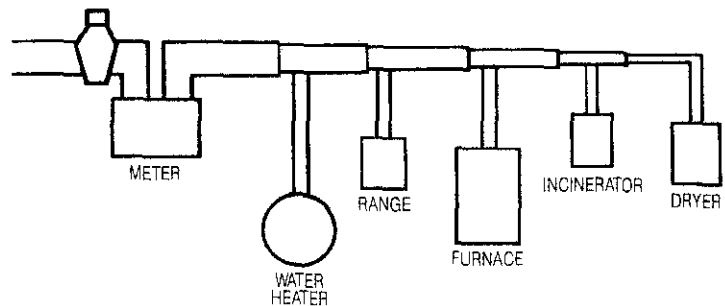 METER
WATER
HEATER
RANGE
FURNACE
INCINERATOR
DRYER